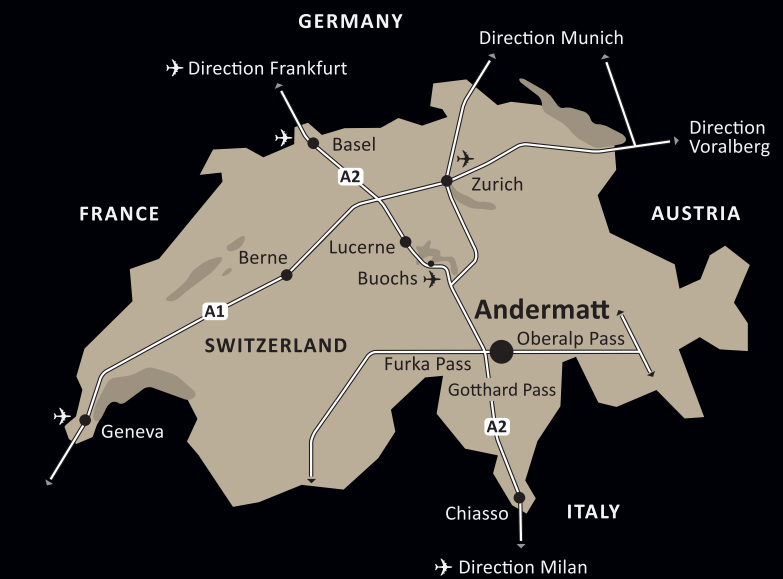 GERMANY
Direction Munich
Direction Frankfurt
Direction
Voralberg
Basel
A2
Zurich
FRANCE
AUSTRIA
Lucerne
Berne
Buochs
A1
Andermatt
SWITZERLAND
Oberalp Pass
Furka Pass
Gotthard Pass
A2
Geneva
Chiasso
ITALY
Direction Milan